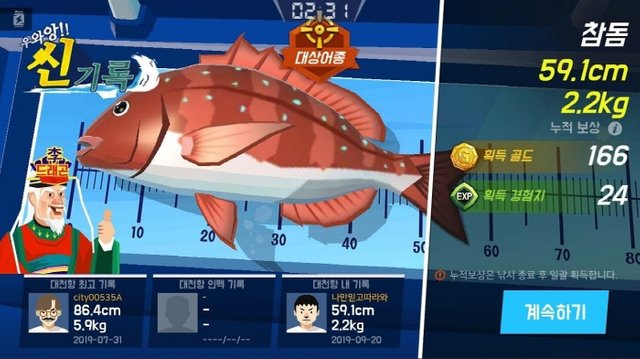 02:31
우와앙!!
신기록
대상어종
李
드래곤
참돔
59.1cm
2.2kg
누적 보상 i
G 획득 골드 166
EXP 획득 경험치 24
10 20 30 40 60 70 80
누적보상은 낚시 종료 후 일괄 획득합니다.
계속하기
대천항 최고 기록
city00535A
86.4cm
5.9kg
2019-07-31
대천항 인맥 기록
-
-
-
----/--/--
대천항 내 기록
나만믿고따라와
59.1cm
2.2kg
2019-09-20